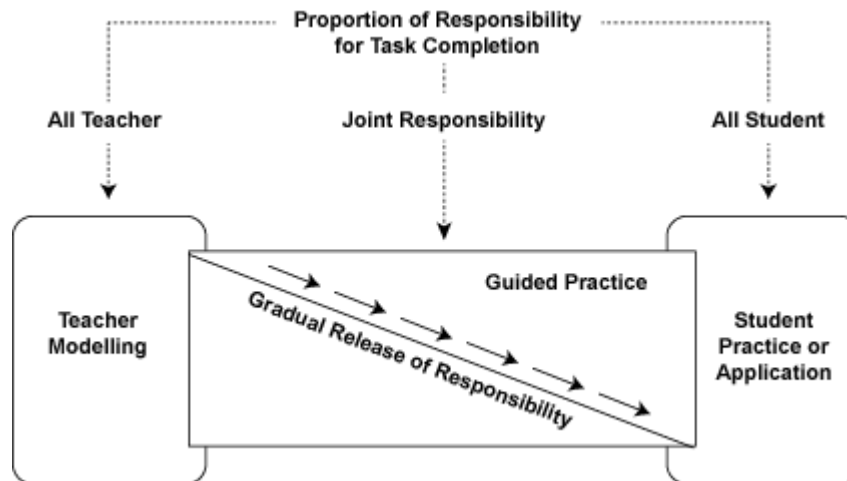 Proportion of Responsibility
for Task Completion
All Teacher
Joint Responsibility
All Student
Teacher
Modelling
Guided Practice
Gradual Release of Responsibility
Student
Practice or
Application